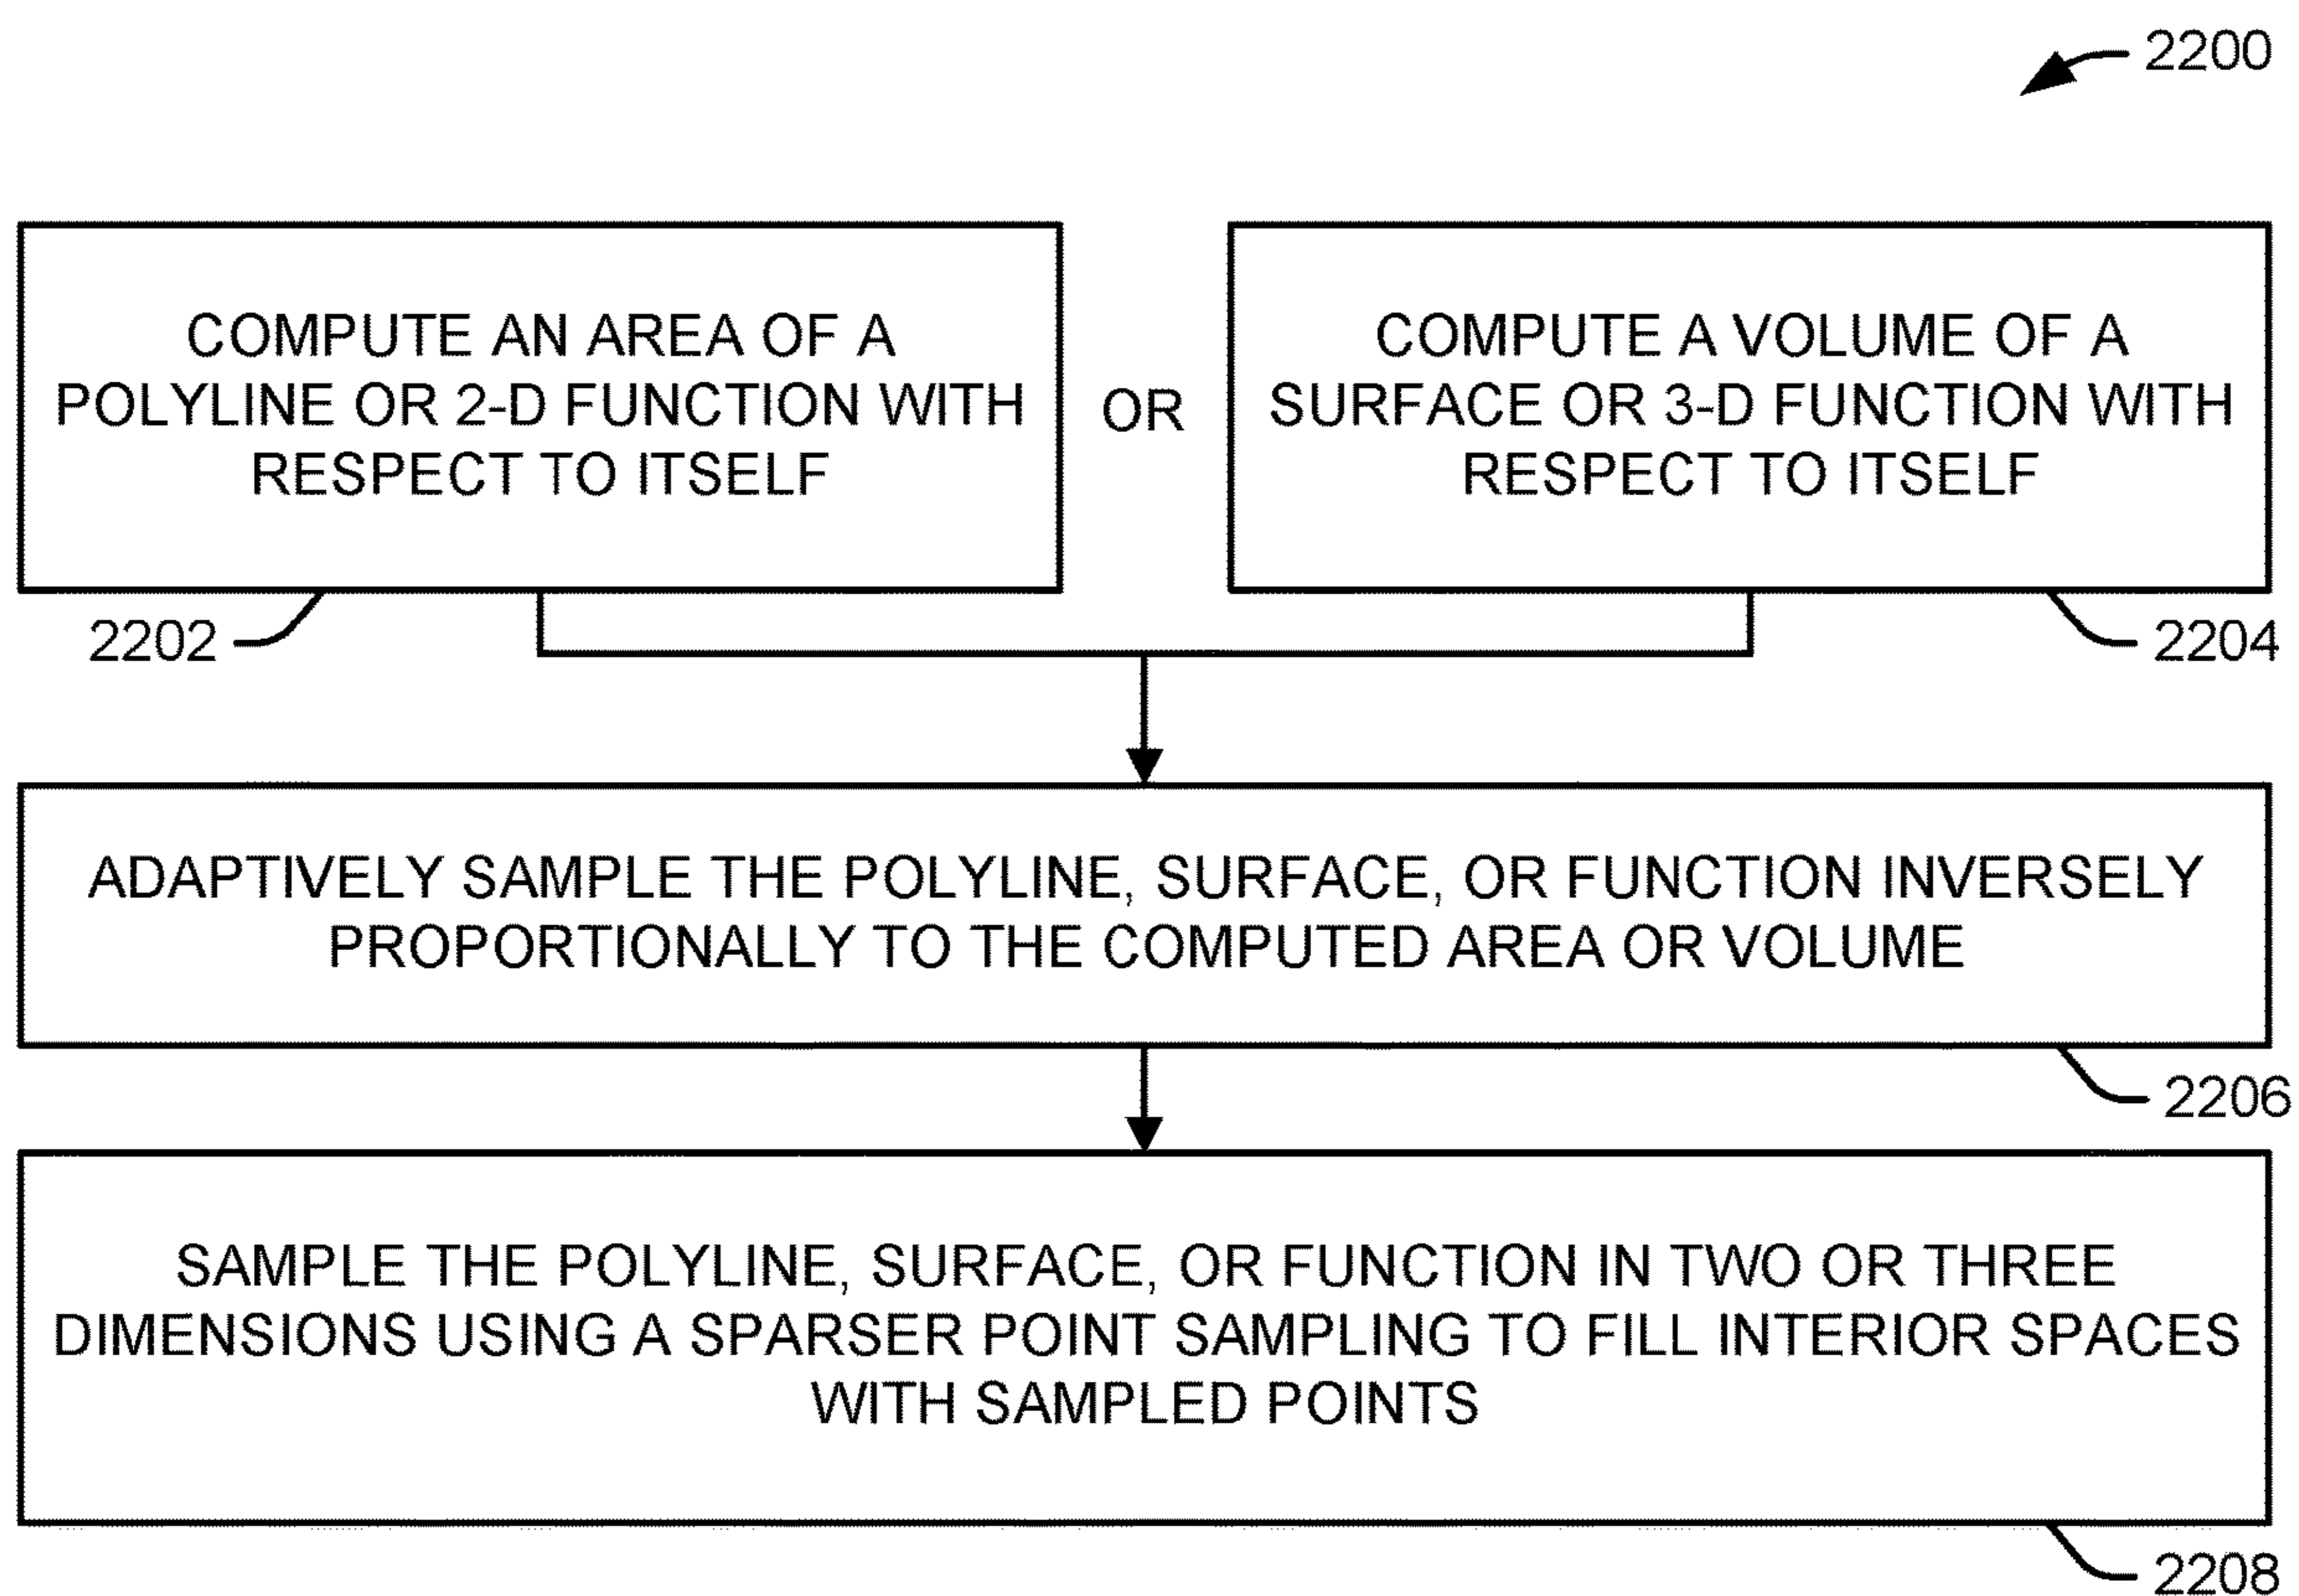 2200
COMPUTE AN AREA OF A
POLYLINE OR 2-D FUNCTION WITH
RESPECT TO ITSELF
2202
OR
COMPUTE A VOLUME OF A
SURFACE OR 3-D FUNCTION WITH
RESPECT TO ITSELF
2204
ADAPTIVELY SAMPLE THE POLYLINE, SURFACE, OR FUNCTION INVERSELY
PROPORTIONALLY TO THE COMPUTED AREA OR VOLUME
2206
SAMPLE THE POLYLINE, SURFACE, OR FUNCTION IN TWO OR THREE
DIMENSIONS USING A SPARSER POINT SAMPLING TO FILL INTERIOR SPACES
WITH SAMPLED POINTS
2208